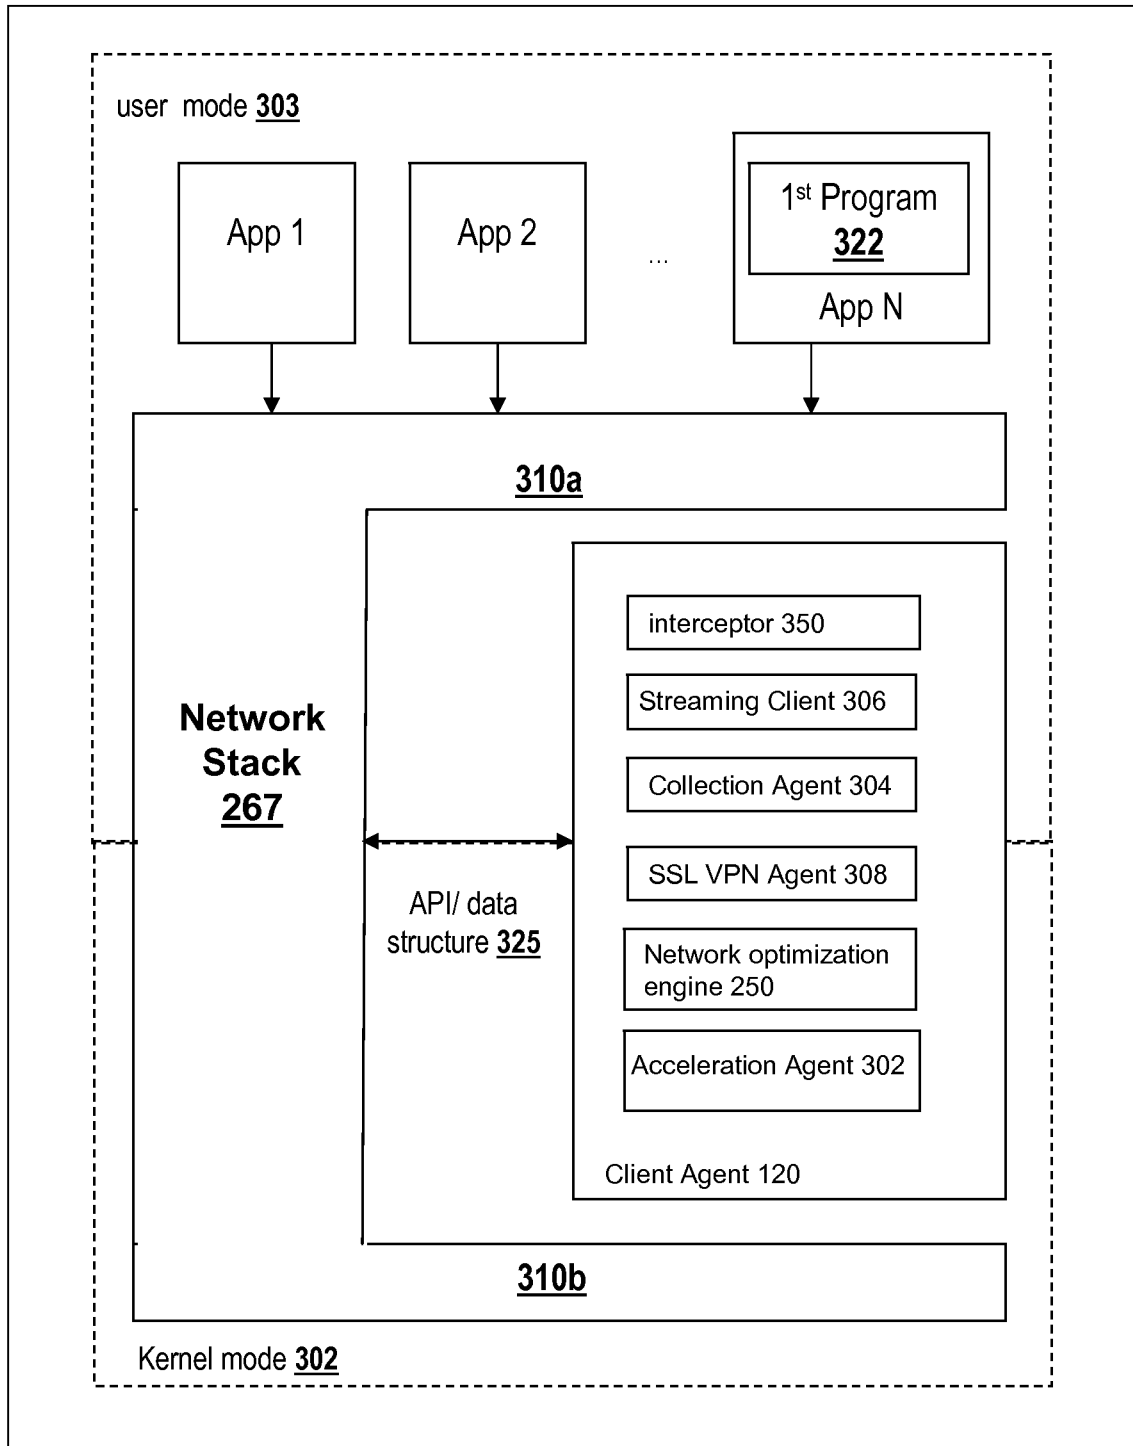 user mode 303
App 1
App 2
...
1st Program
322
App N
310a
interceptor 350
Streaming Client 306
Collection Agent 304
SSL VPN Agent 308
Network optimization
engine 250
Acceleration Agent 302
Client Agent 120
Network
Stack
267
API/ data
structure 325
310b
Kernel mode 302